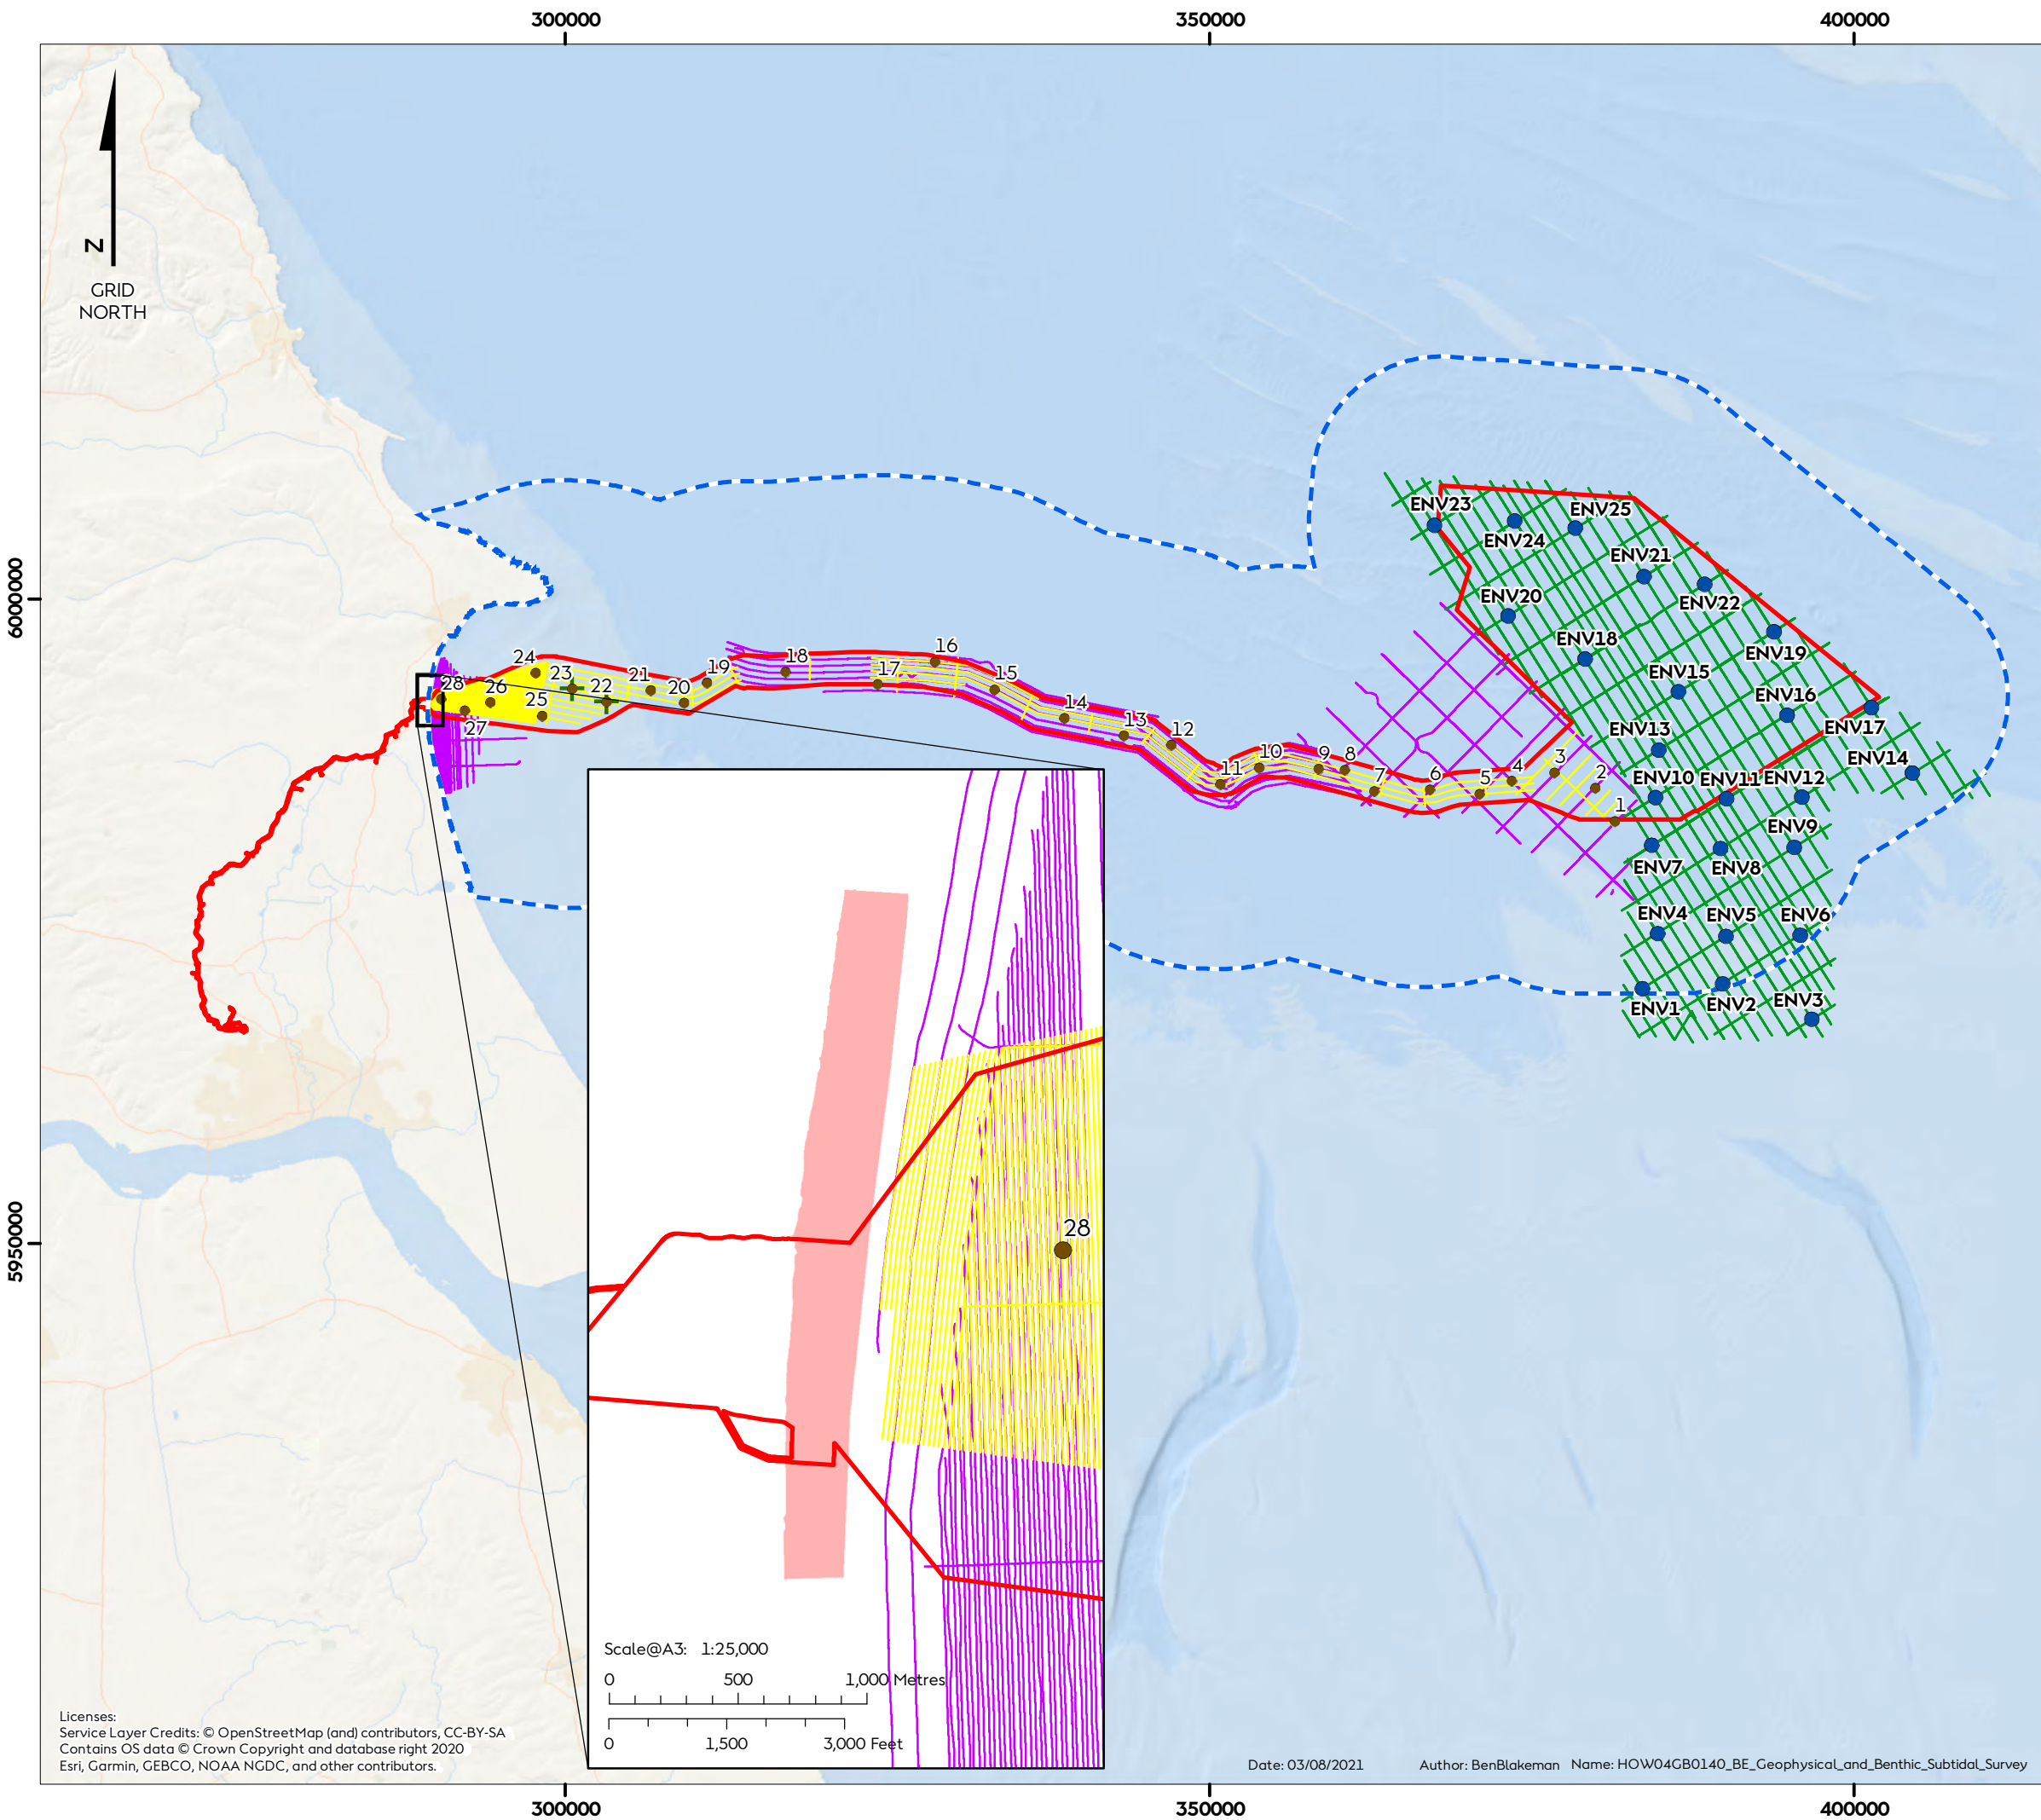 300000
350000
400000
N
GRID
NORTH
6000000
5950000
ENV23
ENV25
ENV24
ENV21
ENV20
ENV22
ENV18
ENV19
ENV15
ENV16
ENV17
ENV13
ENV14
ENV10
ENV11
ENV12
ENV9
ENV7
ENV8
ENV4
ENV5
ENV6
ENV1
ENV2
ENV3
28
27
26
25
24
23
22
21
20
19
18
17
16
15
14
13
12
11
10
9
8
7
6
5
4
3
2
1
28
Scale@A3: 1:25,000
0 500 1,000 Metres
0 1,500 3,000 Feet
Licenses:
Service Layer Credits: © OpenStreetMap (and) contributors, CC-BY-SA
Contains OS data © Crown Copyright and database right 2020
Esri, Garmin, GEBCO, NOAA NGDC, and other contributors.
Date: 03/08/2021 Author: BenBlakeman Name: HOW04GB0140_BE_Geophysical_and_Benthic_Subtidal_Survey
300000
350000
400000